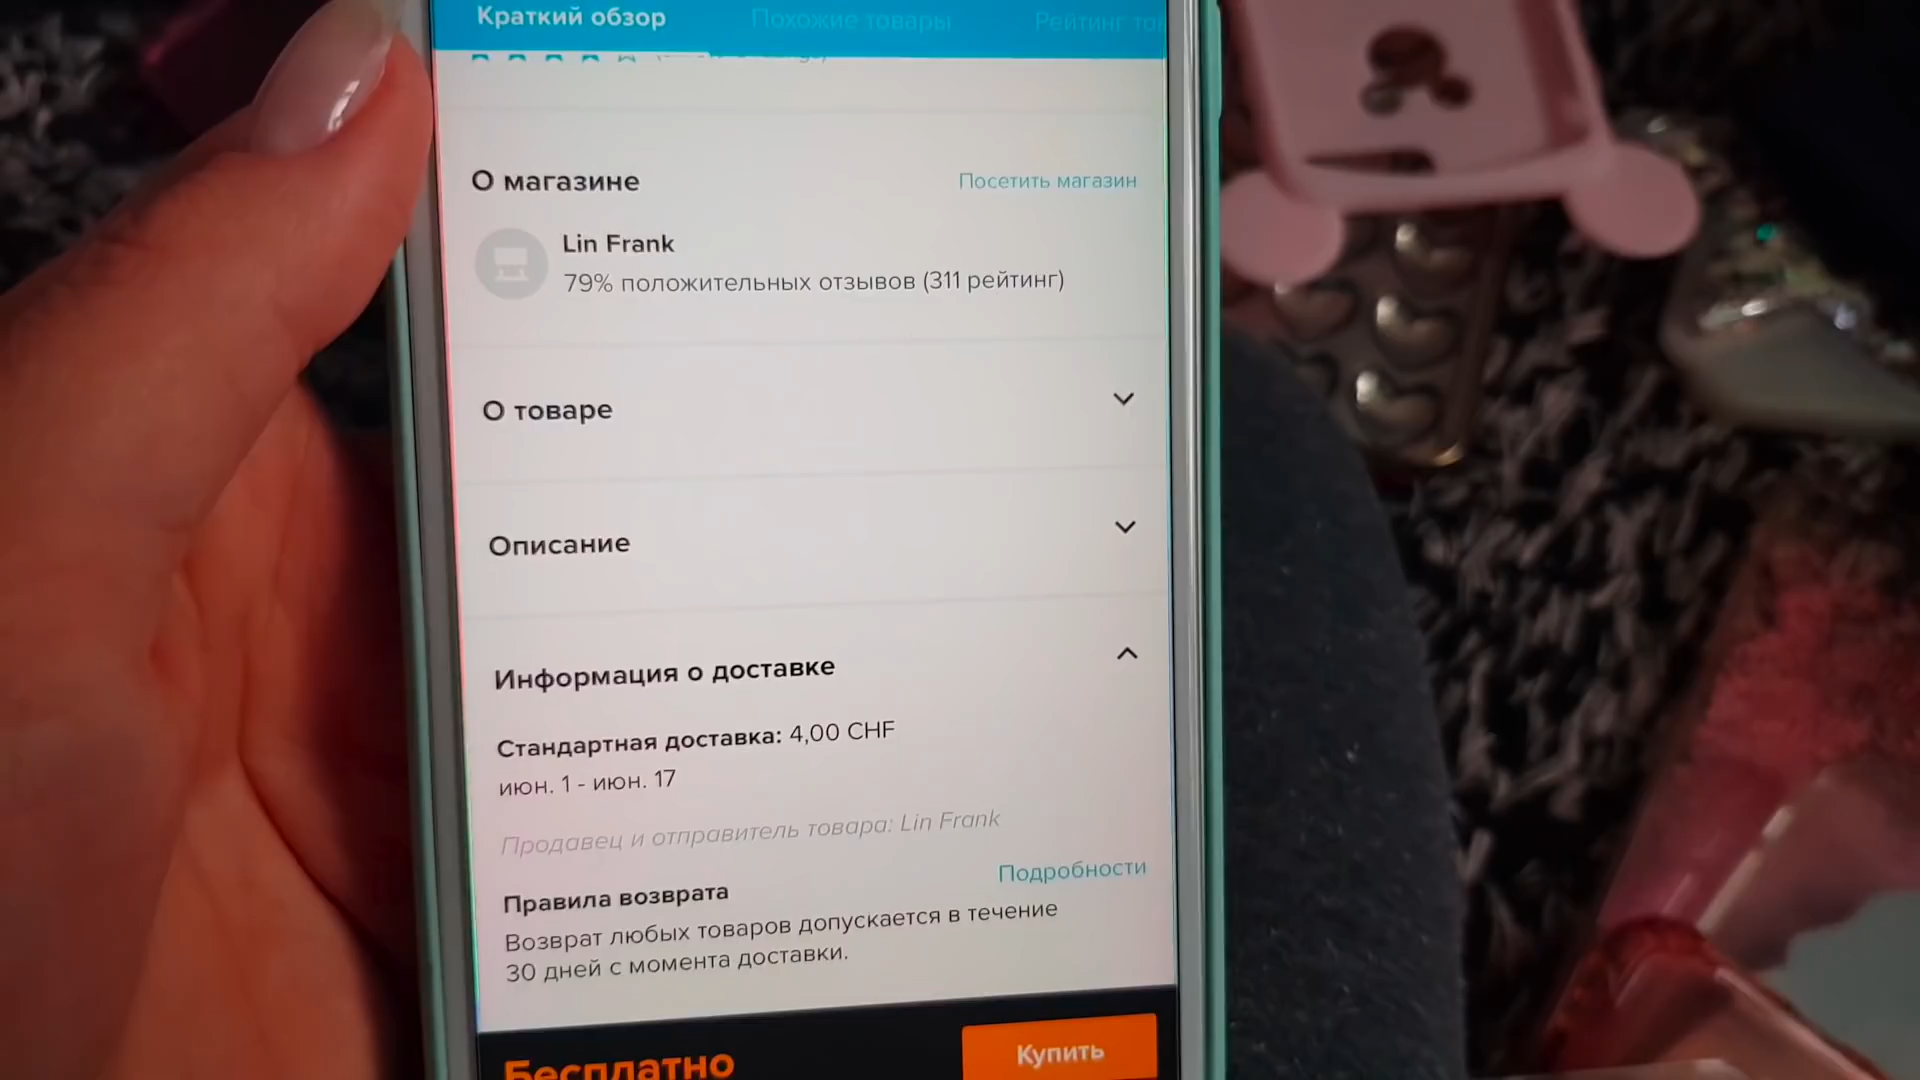 Краткий обзор
Похожие товары
Рейтинг
О магазине
Посетить магазин
Lin Frank
79% положительных отзывов (311 рейтинг)
О товаре
Описание
Информация о доставке
Стандартная доставка: 4,00 CHF
июн. 1 - июн. 17
Продавец и отправитель товара: Lin Frank
Правила возврата
Подробности
Возврат любых товаров допускается в течение
30 дней с момента доставки.
Бесплатно
Купить